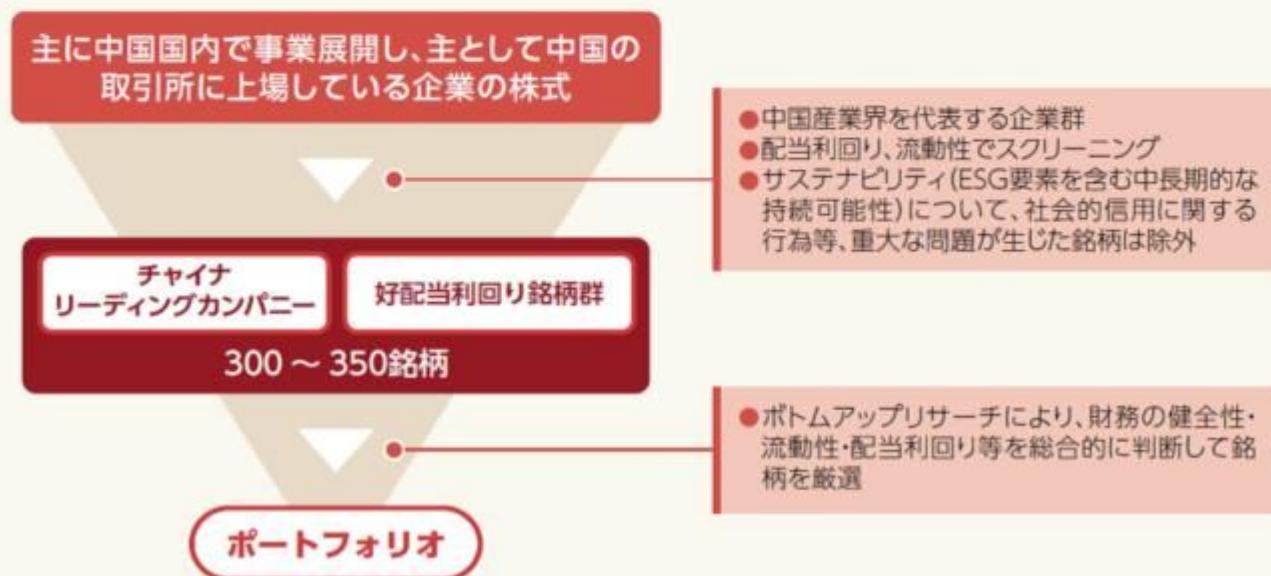 主に中国国内で事業展開し、主として中国の
取引所に上場している企業の株式
●中国産業界を代表する企業群
●配当利回り、流動性でスクリーニング
●サステナビリティ(ESG要素を含む中長期的な
持続可能性)について、社会的信用に関する
行為等、重大な問題が生じた銘柄は除外
チャイナ
リーディングカンパニー
好配当利回り銘柄群
300 ～ 350銘柄
●ボトムアップリサーチにより、財務の健全性・
流動性・配当利回り等を総合的に判断して銘
柄を厳選
ポートフォリオ